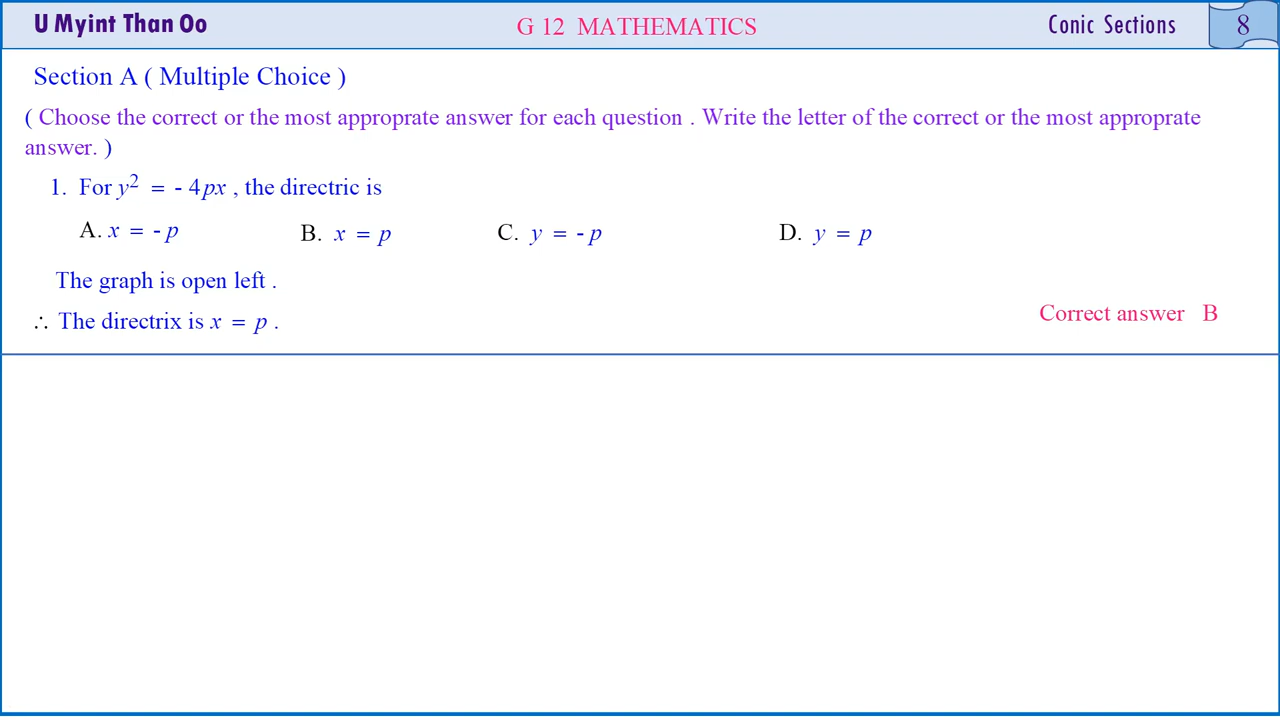 U Myint Than Oo G 12 MATHEMATICS Conic Sections 8
Section A ( Multiple Choice )
( Choose the correct or the most approprate answer for each question . Write the letter of the correct or the most approprate
answer. )
1. For y² = - 4px , the directric is
A. x = - p B. x = p C. y = - p D. y = p
The graph is open left .
∴ The directrix is x = p . Correct answer B